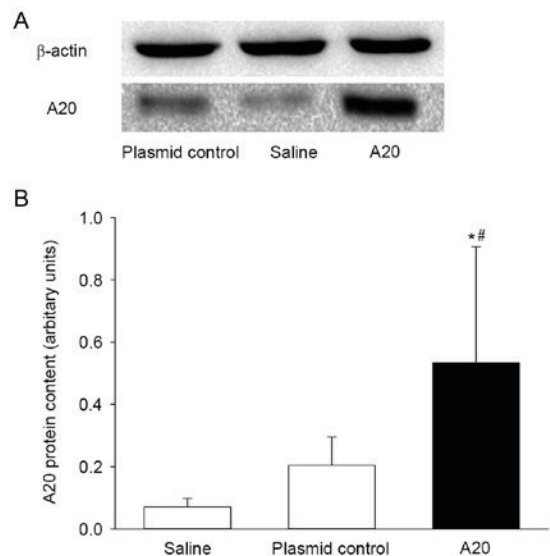 A
β-actin
A20
Plasmid control Saline A20
B
A20 protein content (arbitary units)
1.0
0.8
0.6
0.4
0.2
0.0
*#
Saline Plasmid control A20